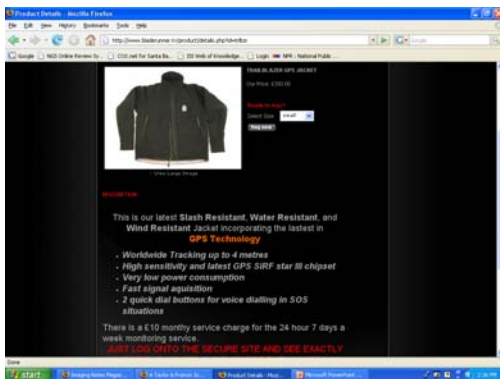 Product Details - Mozilla Firefox
File Edit View History Bookmarks Tools Help
Google
TRAILBLAZER GPS JACKET
Our Price: £350.00
Ready to buy?
Select Size small
Buy now
View Large Image
DESCRIPTION
This is our latest Slash Resistant, Water Resistant, and
Wind Resistant Jacket incorporating the lastest in
GPS Technology
Worldwide Tracking up to 4 metres
High sensitivity and latest GPS SiRF star III chipset
Very low power consumption
Fast signal aquisition
2 quick dial buttons for voice dialling in SOS
situations
There is a £10 monthy service charge for the 24 hour 7 days a
week monitoring service.
JUST LOG ONTO THE SECURE SITE AND SEE EXACTLY
Done
start
Product Details - Moz...
Microsoft PowerPoint ...